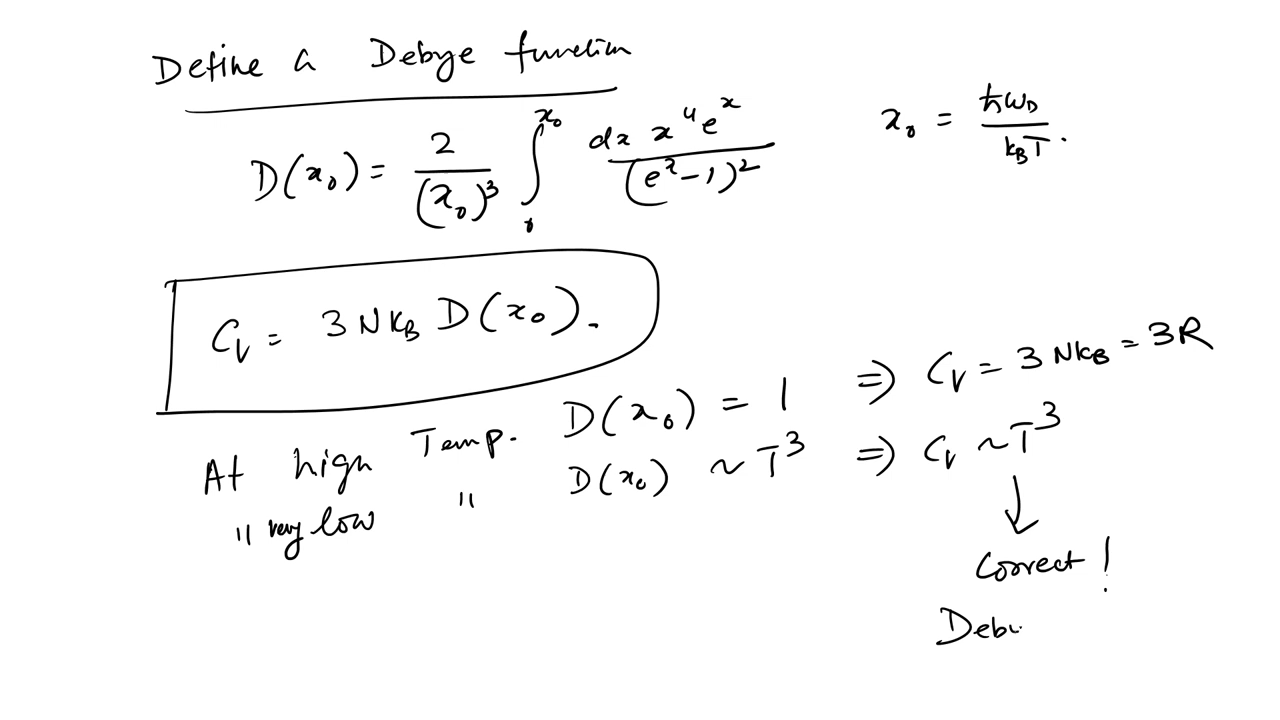 Define a Debye function
D(x₀) = 2/(x₀)³ ∫₀^x₀ dx x⁴eˣ/(eˣ-1)² x₀ = ħω_D/k_BT.
C_V = 3Nk_B D(x₀).
At high Temp. D(x₀) = 1 ⇒ C_V = 3Nk_B = 3R
" very low " D(x₀) ~ T³ ⇒ C_V ~ T³
↓
Correct!
Deby